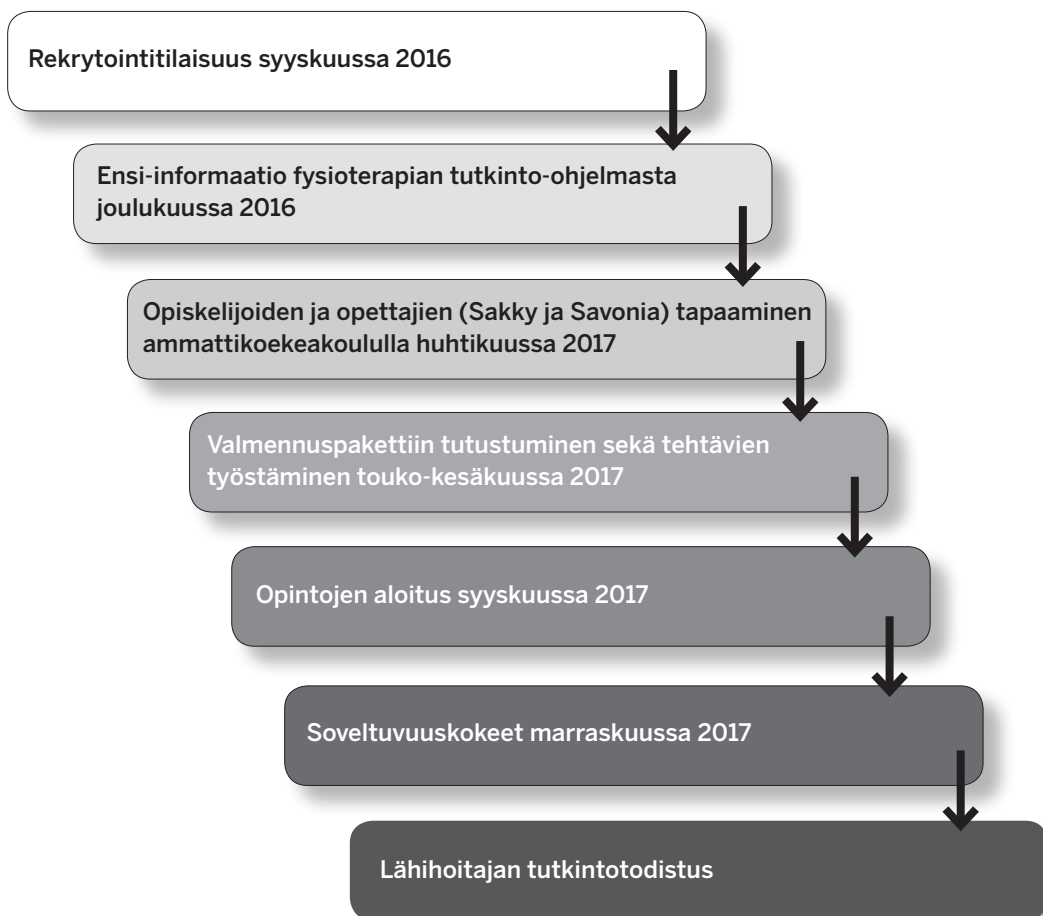 Rekrytointitilaisuus syyskuussa 2016
Ensi-informaatio fysioterapian tutkinto-ohjelmasta
joulukuussa 2016
Opiskelijoiden ja opettajien (Sakky ja Savonia) tapaaminen
ammattikoekeakoululla huhtikuussa 2017
Valmennuspakettiin tutustuminen sekä tehtävien
työstäminen touko-kesäkuussa 2017
Opintojen aloitus syyskuussa 2017
Soveltuvuuskokeet marraskuussa 2017
Lähihoitajan tutkintotodistus